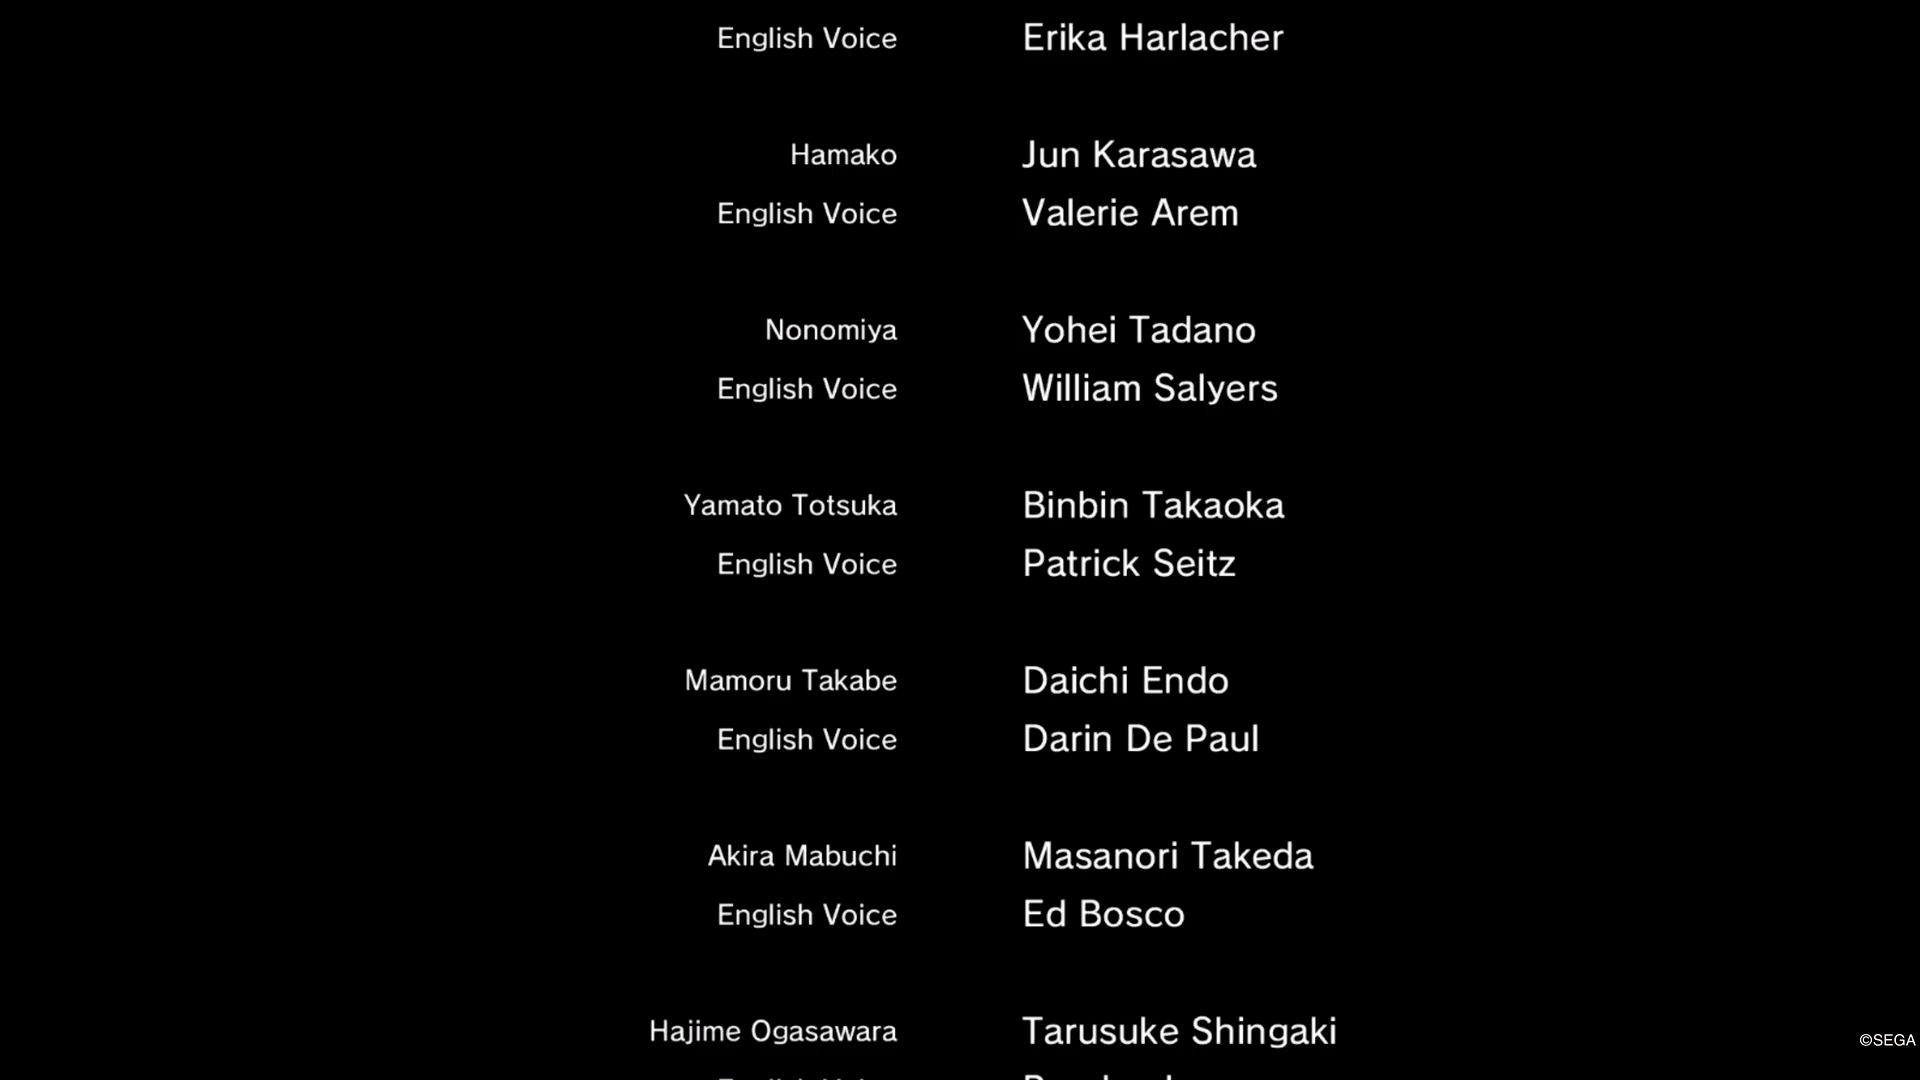 English Voice Erika Harlacher
Hamako Jun Karasawa
English Voice Valerie Arem
Nonomiya Yohei Tadano
English Voice William Salyers
Yamato Totsuka Binbin Takaoka
English Voice Patrick Seitz
Mamoru Takabe Daichi Endo
English Voice Darin De Paul
Akira Mabuchi Masanori Takeda
English Voice Ed Bosco
Hajime Ogasawara Tarusuke Shingaki
©SEGA